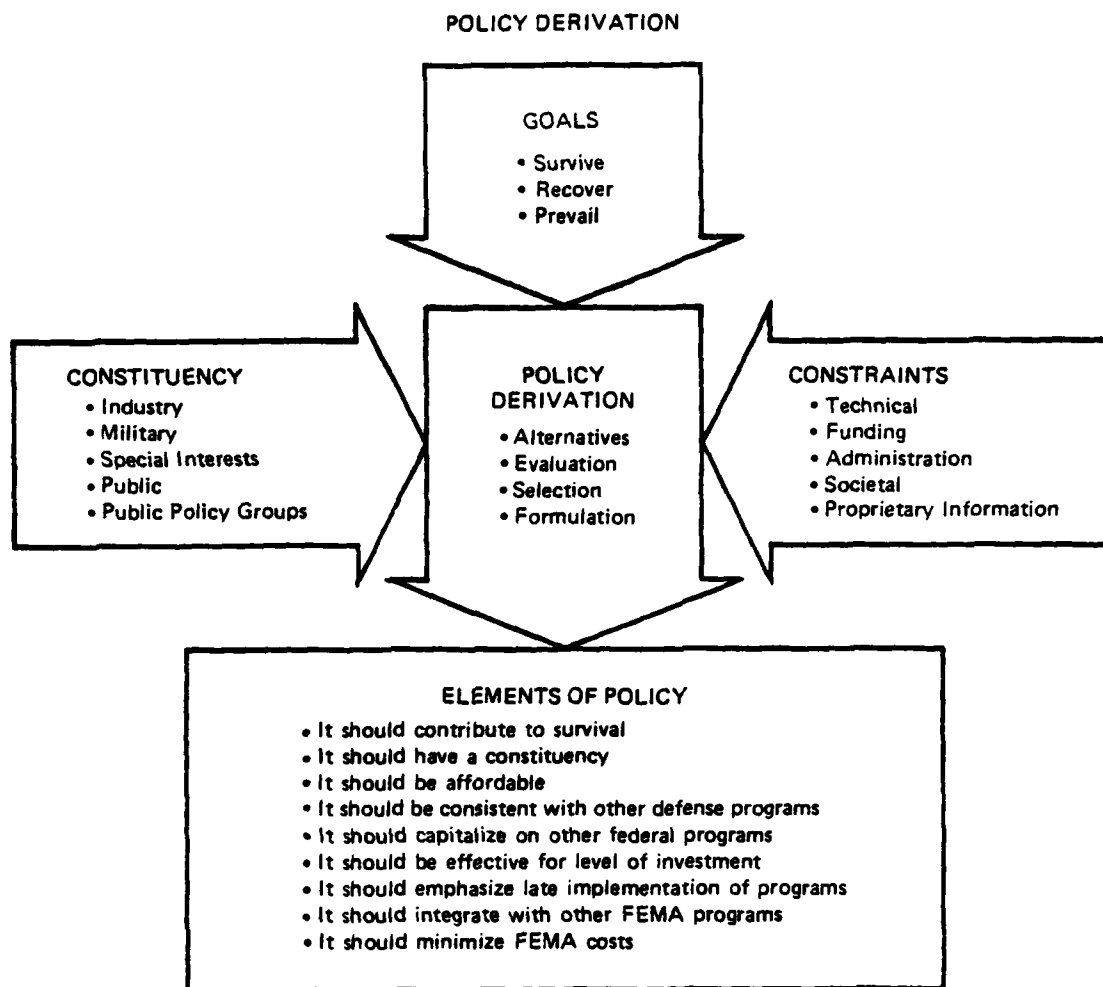 POLICY DERIVATION
GOALS
• Survive
• Recover
• Prevail
CONSTITUENCY
• Industry
• Military
• Special Interests
• Public
• Public Policy Groups
POLICY
DERIVATION
• Alternatives
• Evaluation
• Selection
• Formulation
CONSTRAINTS
• Technical
• Funding
• Administration
• Societal
• Proprietary Information
ELEMENTS OF POLICY
• It should contribute to survival
• It should have a constituency
• It should be affordable
• It should be consistent with other defense programs
• It should capitalize on other federal programs
• It should be effective for level of investment
• It should emphasize late implementation of programs
• It should integrate with other FEMA programs
• It should minimize FEMA costs